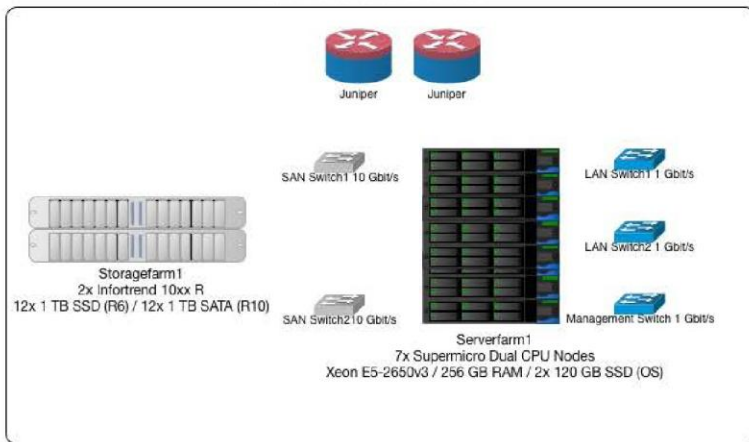 Juniper
Juniper
SAN Switch1 10 Gbit/s
LAN Switch1 1 Gbit/s
LAN Switch2 1 Gbit/s
Storagefarm1
2x Infortrend 10xx R
12x 1 TB SSD (R6) / 12x 1 TB SATA (R10)
SAN Switch210 Gbit/s
Management Switch 1 Gbit/s
Serverfarm1
7x Supermicro Dual CPU Nodes
Xeon E5-2650v3 / 256 GB RAM / 2x 120 GB SSD (OS)